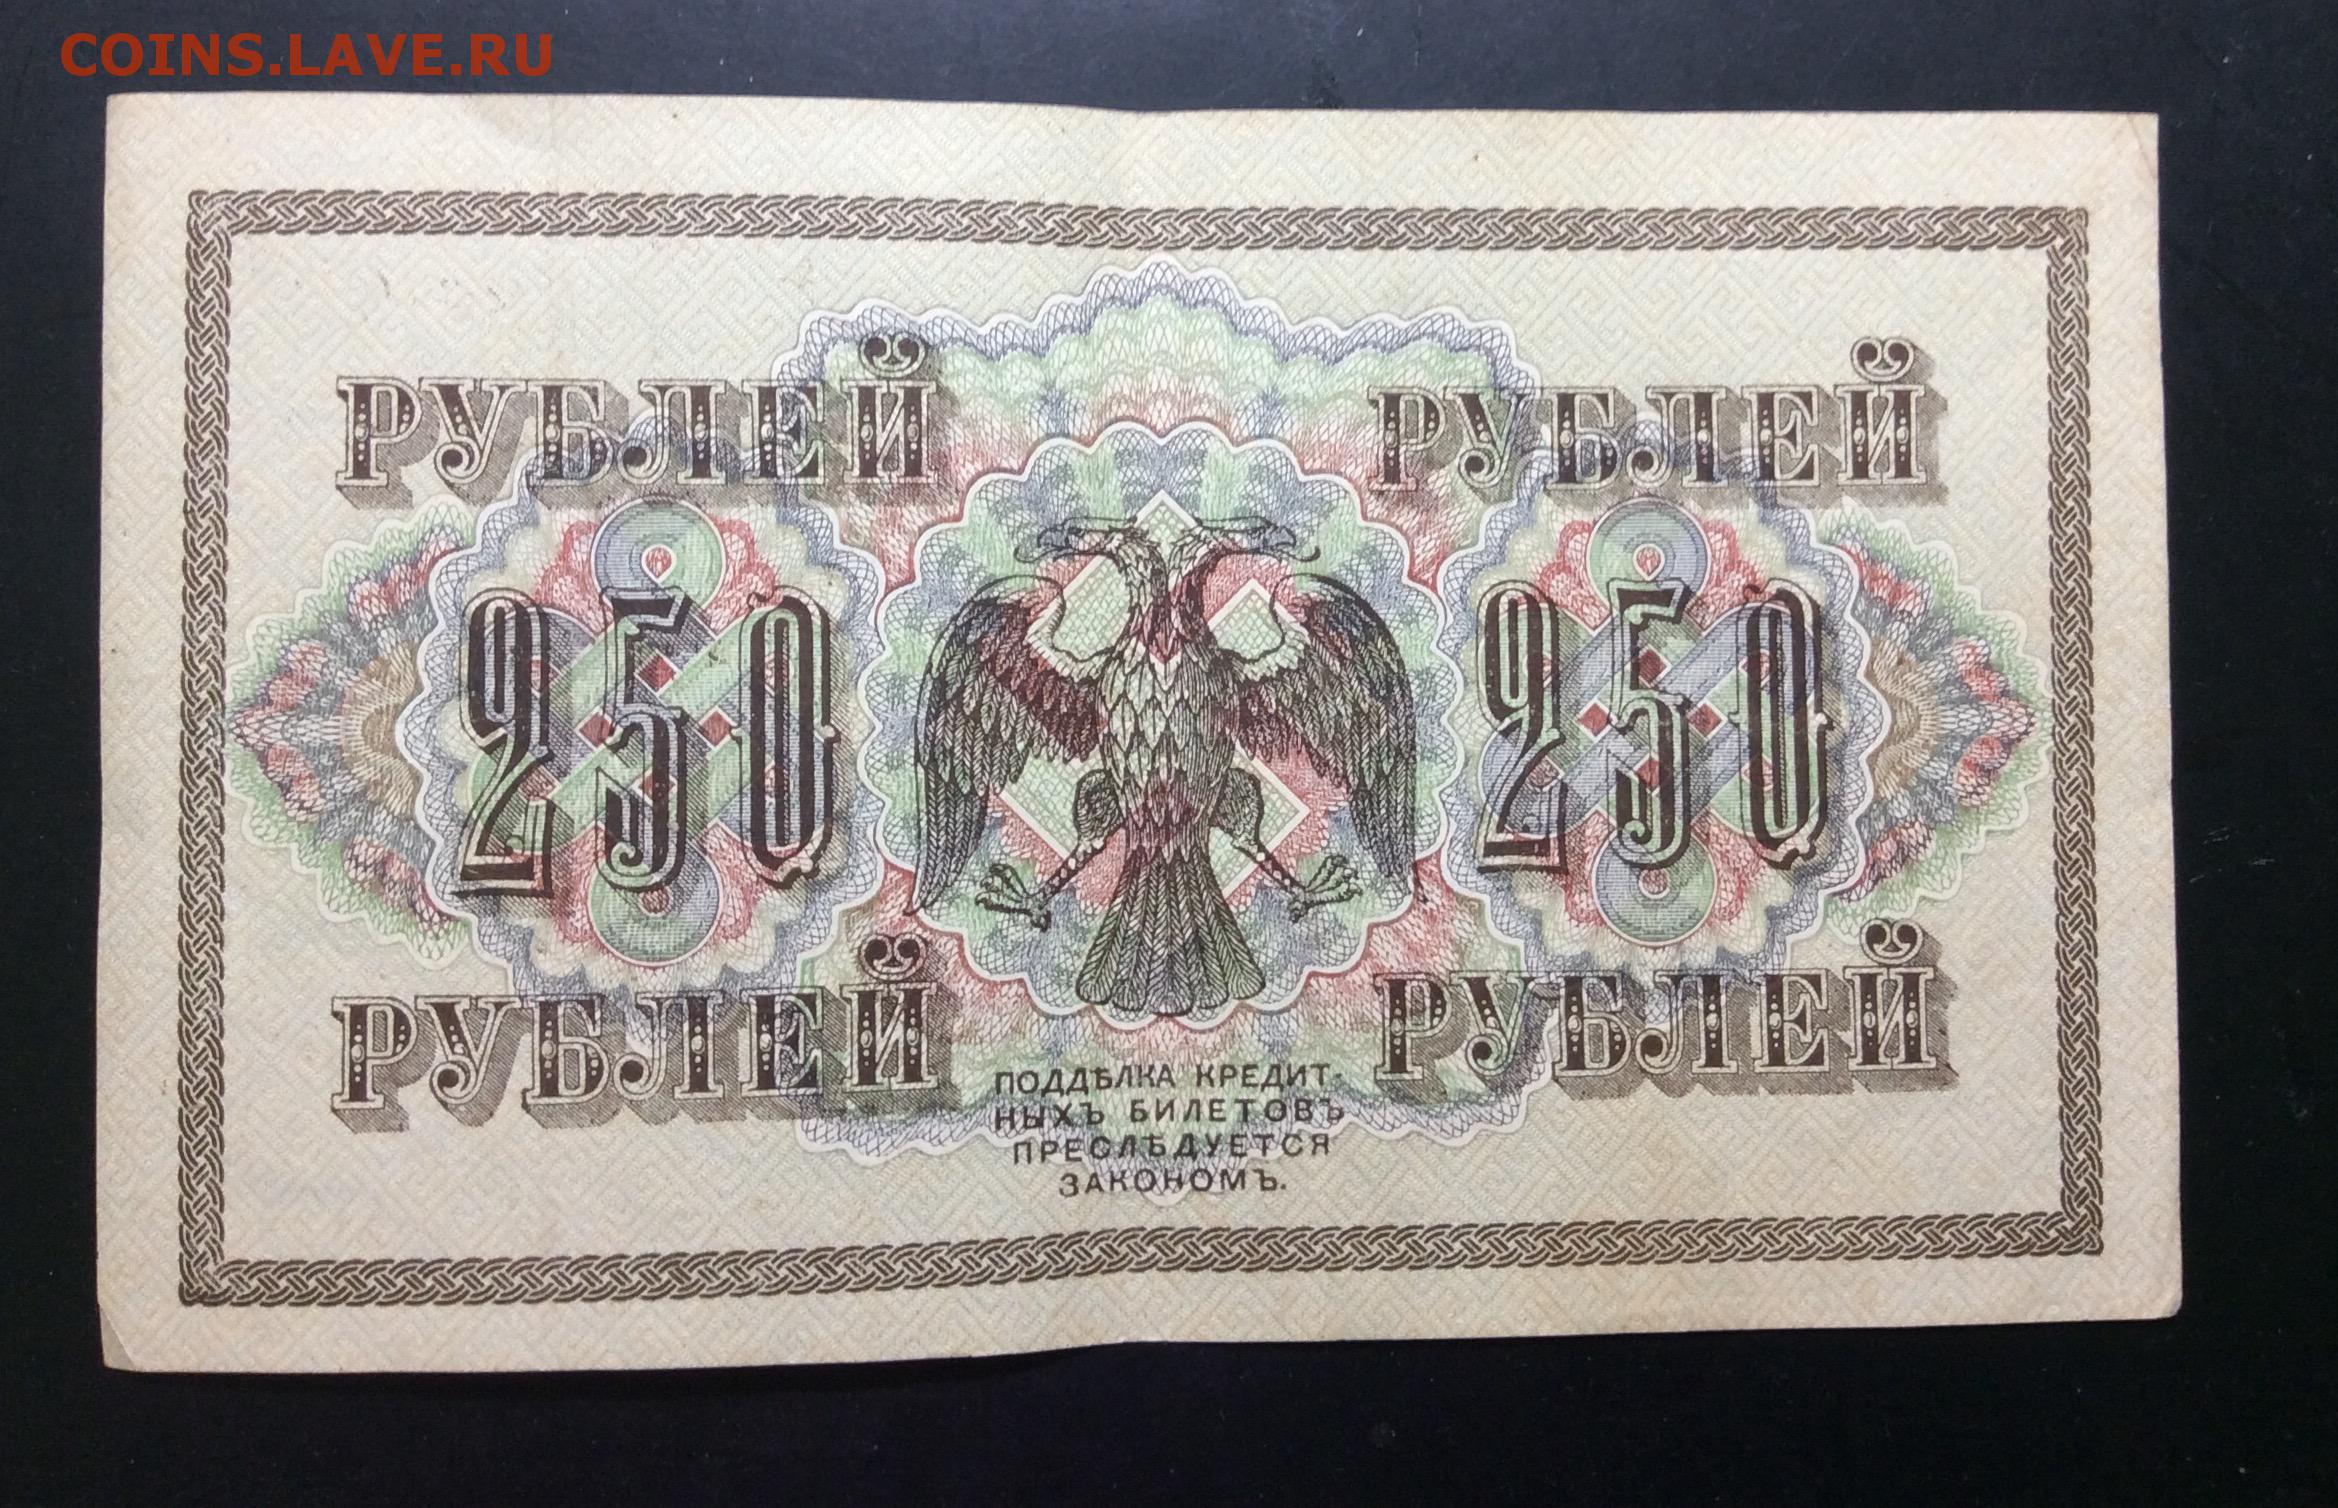 COINS.LAVE.RU
РУБЛЕЙ РУБЛЕЙ
250 250
РУБЛЕЙ РУБЛЕЙ
ПОДДѢЛКА КРЕДИТ-
НЫХЪ БИЛЕТОВЪ
ПРЕСЛѢДУЕТСЯ
ЗАКОНОМЪ.